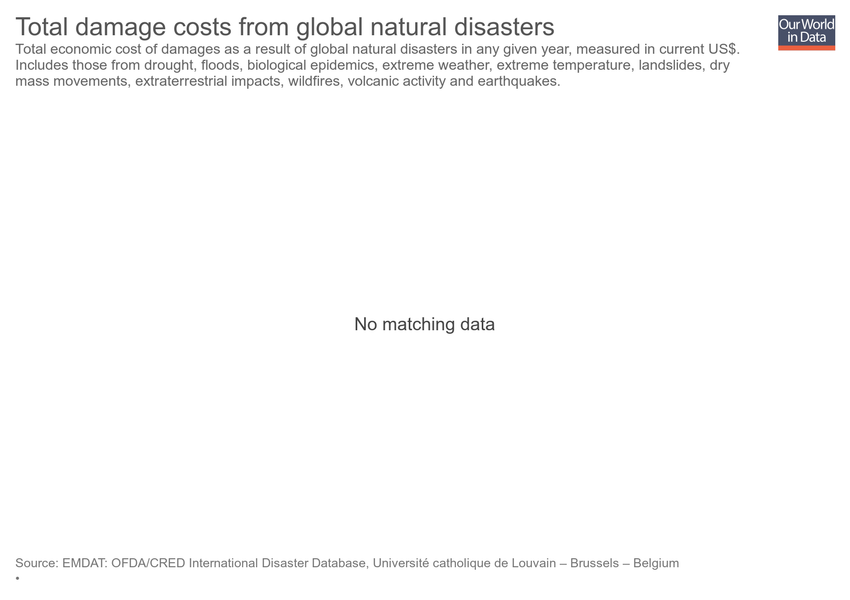 Total damage costs from global natural disasters
Our World
in Data
Total economic cost of damages as a result of global natural disasters in any given year, measured in current US$.
Includes those from drought, floods, biological epidemics, extreme weather, extreme temperature, landslides, dry
mass movements, extraterrestrial impacts, wildfires, volcanic activity and earthquakes.
No matching data
Source: EMDAT: OFDA/CRED International Disaster Database, Université catholique de Louvain – Brussels – Belgium
•